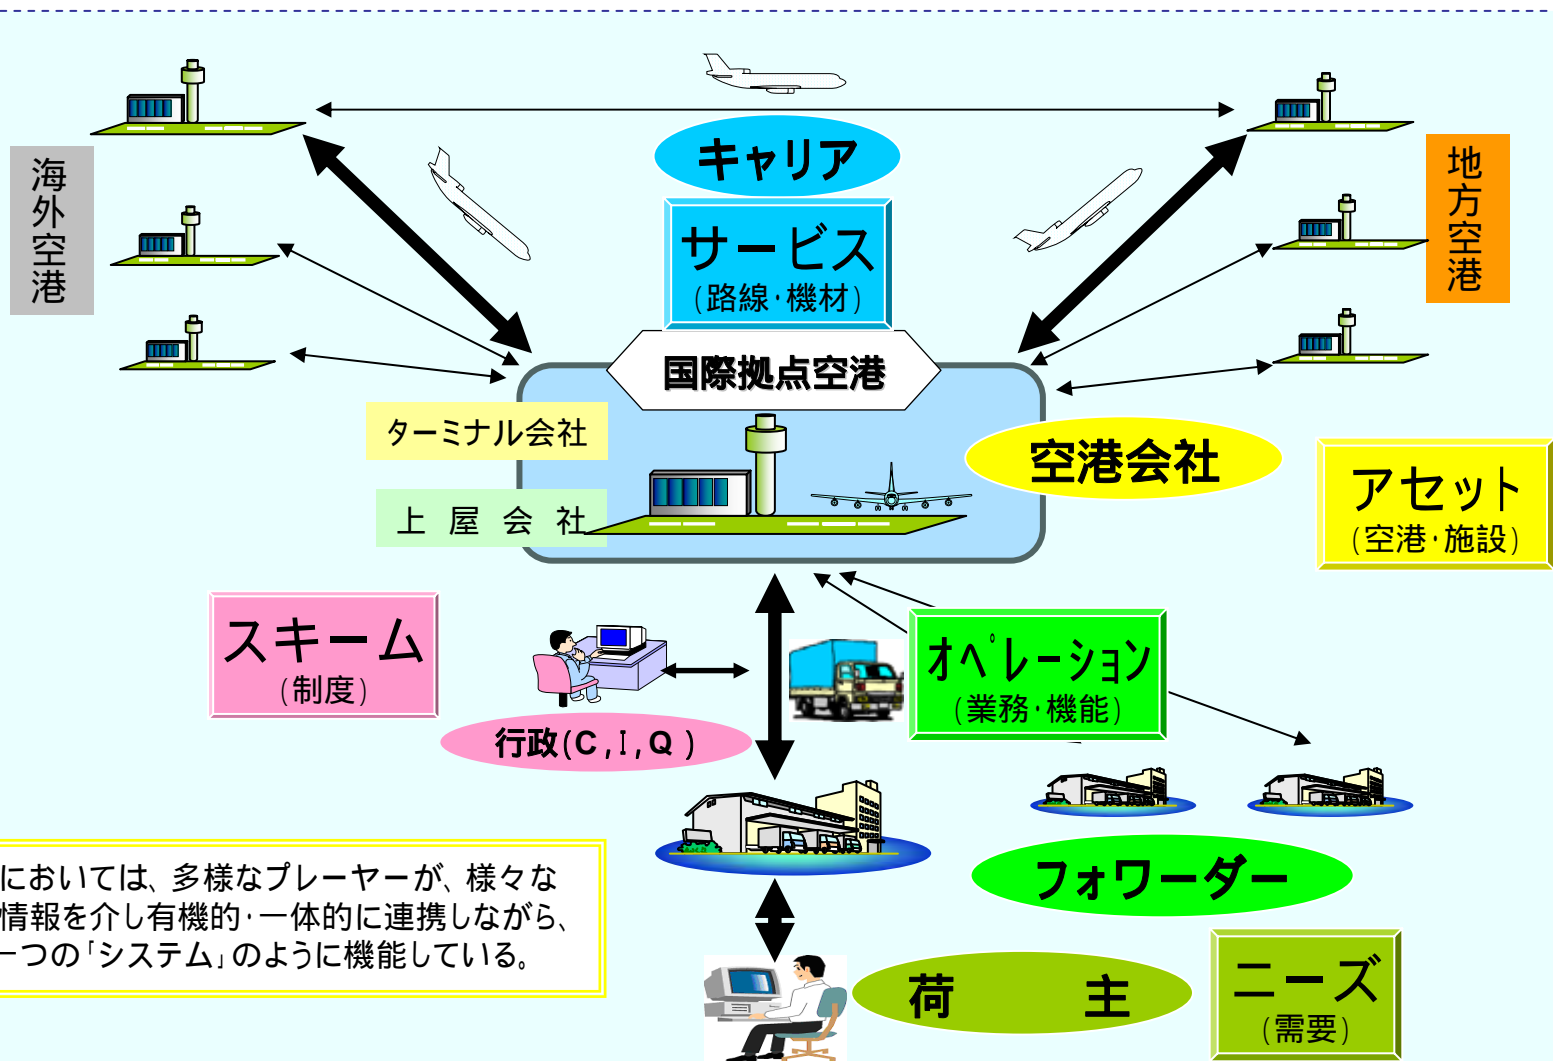 キャリア
サービス
(路線・機材)
海外空港
地方空港
国際拠点空港
ターミナル会社
上屋会社
空港会社
アセット
(空港・施設)
スキーム
(制度)
行政(C,I,Q)
オペレーション
(業務・機能)
フォワーダー
においては、多様なプレーヤーが、様々な
情報を介し有機的・一体的に連携しながら、
一つの「システム」のように機能している。
荷主
ニーズ
(需要)